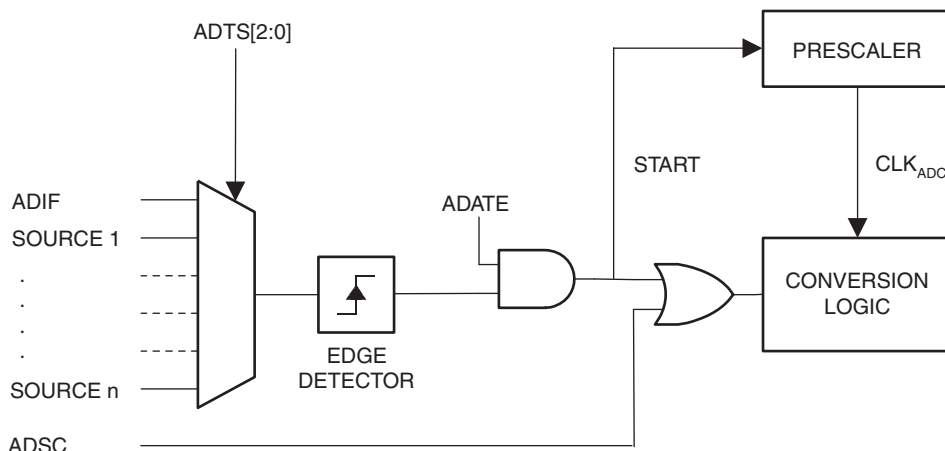 ADTS[2:0]
PRESCALER
START
CLKADC
ADIF
ADATE
SOURCE 1
.
.
.
.
CONVERSION
LOGIC
EDGE
DETECTOR
SOURCE n
ADSC